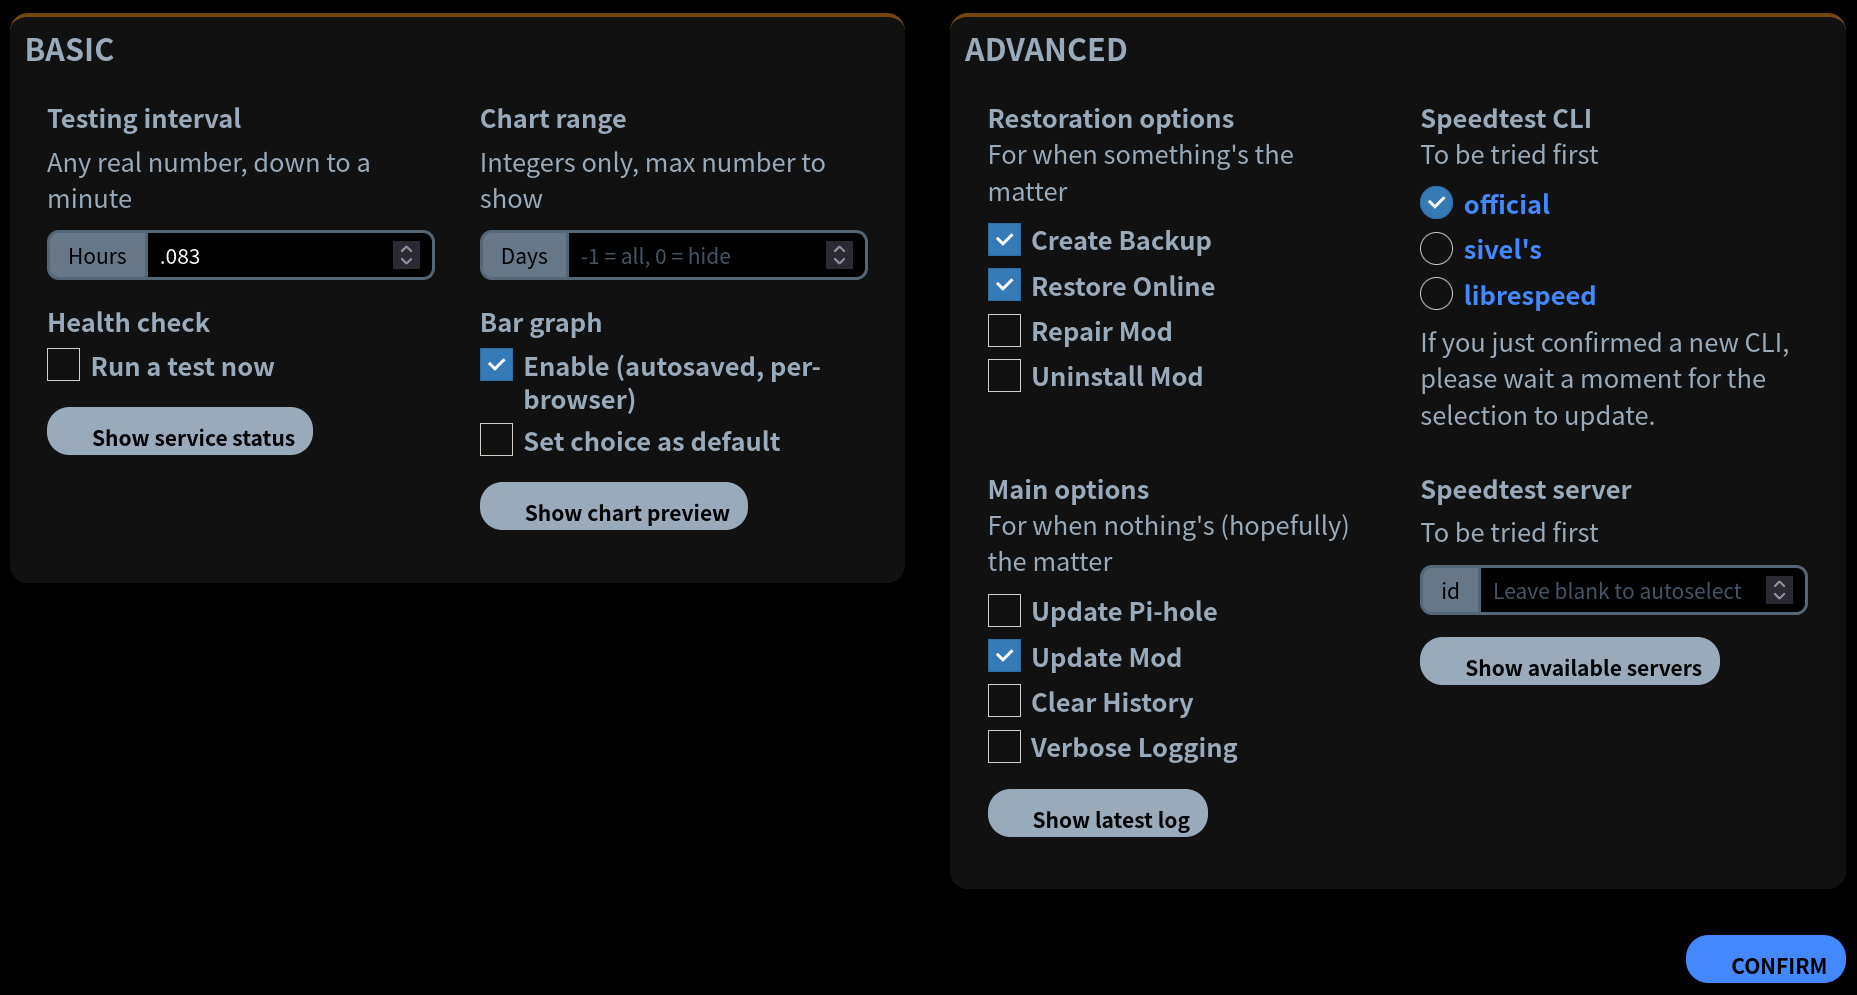 BASIC
Testing interval
Any real number, down to a
minute
Hours .083
Health check
Run a test now
Show service status
Chart range
Integers only, max number to
show
Days -1 = all, 0 = hide
Bar graph
Enable (autosaved, per-
browser)
Set choice as default
Show chart preview
ADVANCED
Restoration options
For when something's the
matter
Create Backup
Restore Online
Repair Mod
Uninstall Mod
Speedtest CLI
To be tried first
official
sivel's
librespeed
If you just confirmed a new CLI,
please wait a moment for the
selection to update.
Main options
For when nothing's (hopefully)
the matter
Update Pi-hole
Update Mod
Clear History
Verbose Logging
Show latest log
Speedtest server
To be tried first
id Leave blank to autoselect
Show available servers
CONFIRM